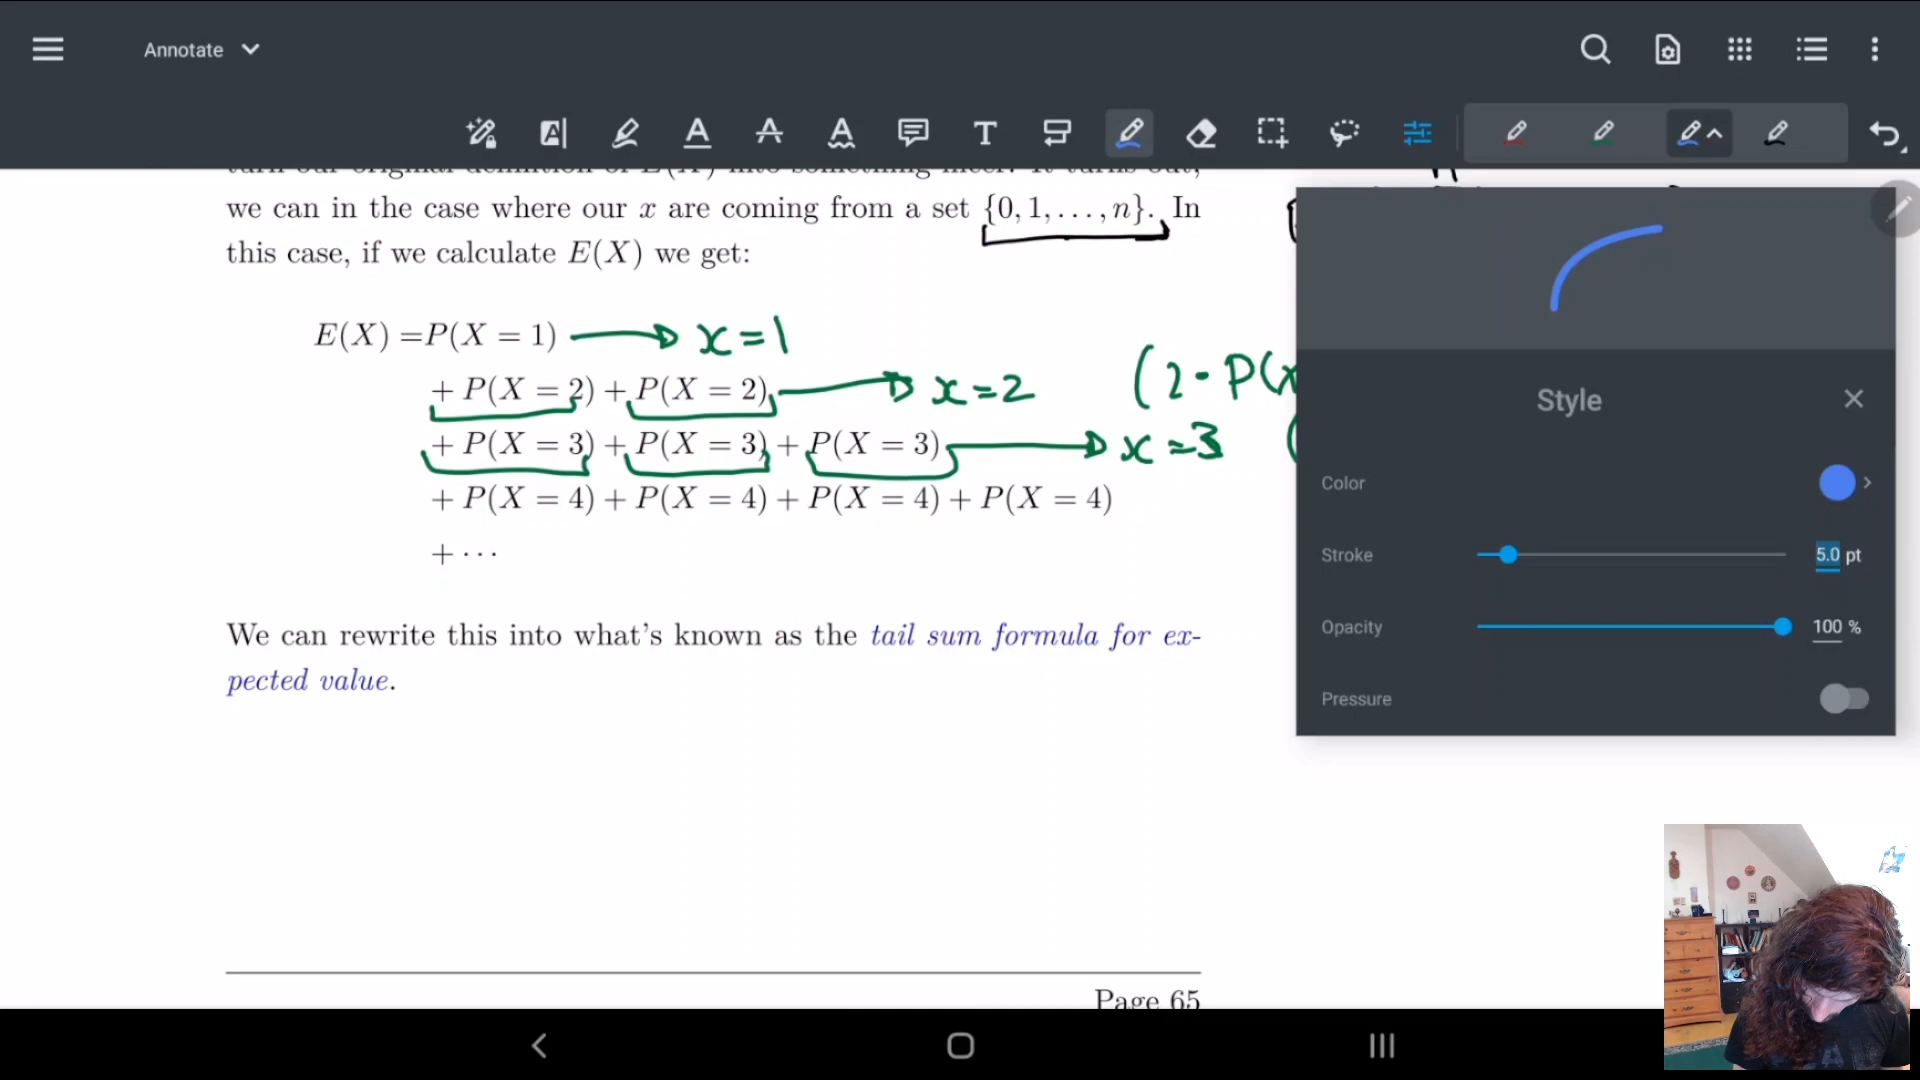 Annotate
we can in the case where our x are coming from a set {0, 1, . . . , n}. In
this case, if we calculate E(X) we get:
E(X) =P(X = 1) x=1
+ P(X = 2) + P(X = 2) x=2 (2 · P(x
+ P(X = 3) + P(X = 3) + P(X = 3) x=3 (
+ P(X = 4) + P(X = 4) + P(X = 4) + P(X = 4)
+ · · ·
We can rewrite this into what's known as the tail sum formula for ex-
pected value.
Page 65
Style
Color
Stroke 5.0 pt
Opacity 100 %
Pressure